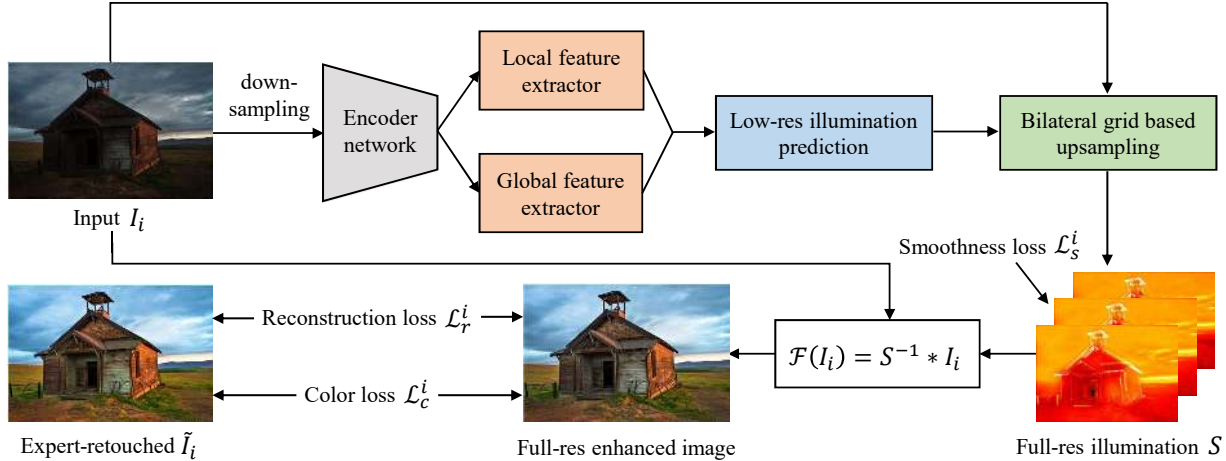 down-
sampling
Encoder
network
Local feature
extractor
Global feature
extractor
Low-res illumination
prediction
Bilateral grid based
upsampling
Input I_i
Smoothness loss ℒ_s^i
Reconstruction loss ℒ_r^i
ℱ(I_i) = S^{-1} * I_i
Color loss ℒ_c^i
Expert-retouched Ĩ_i
Full-res enhanced image
Full-res illumination S